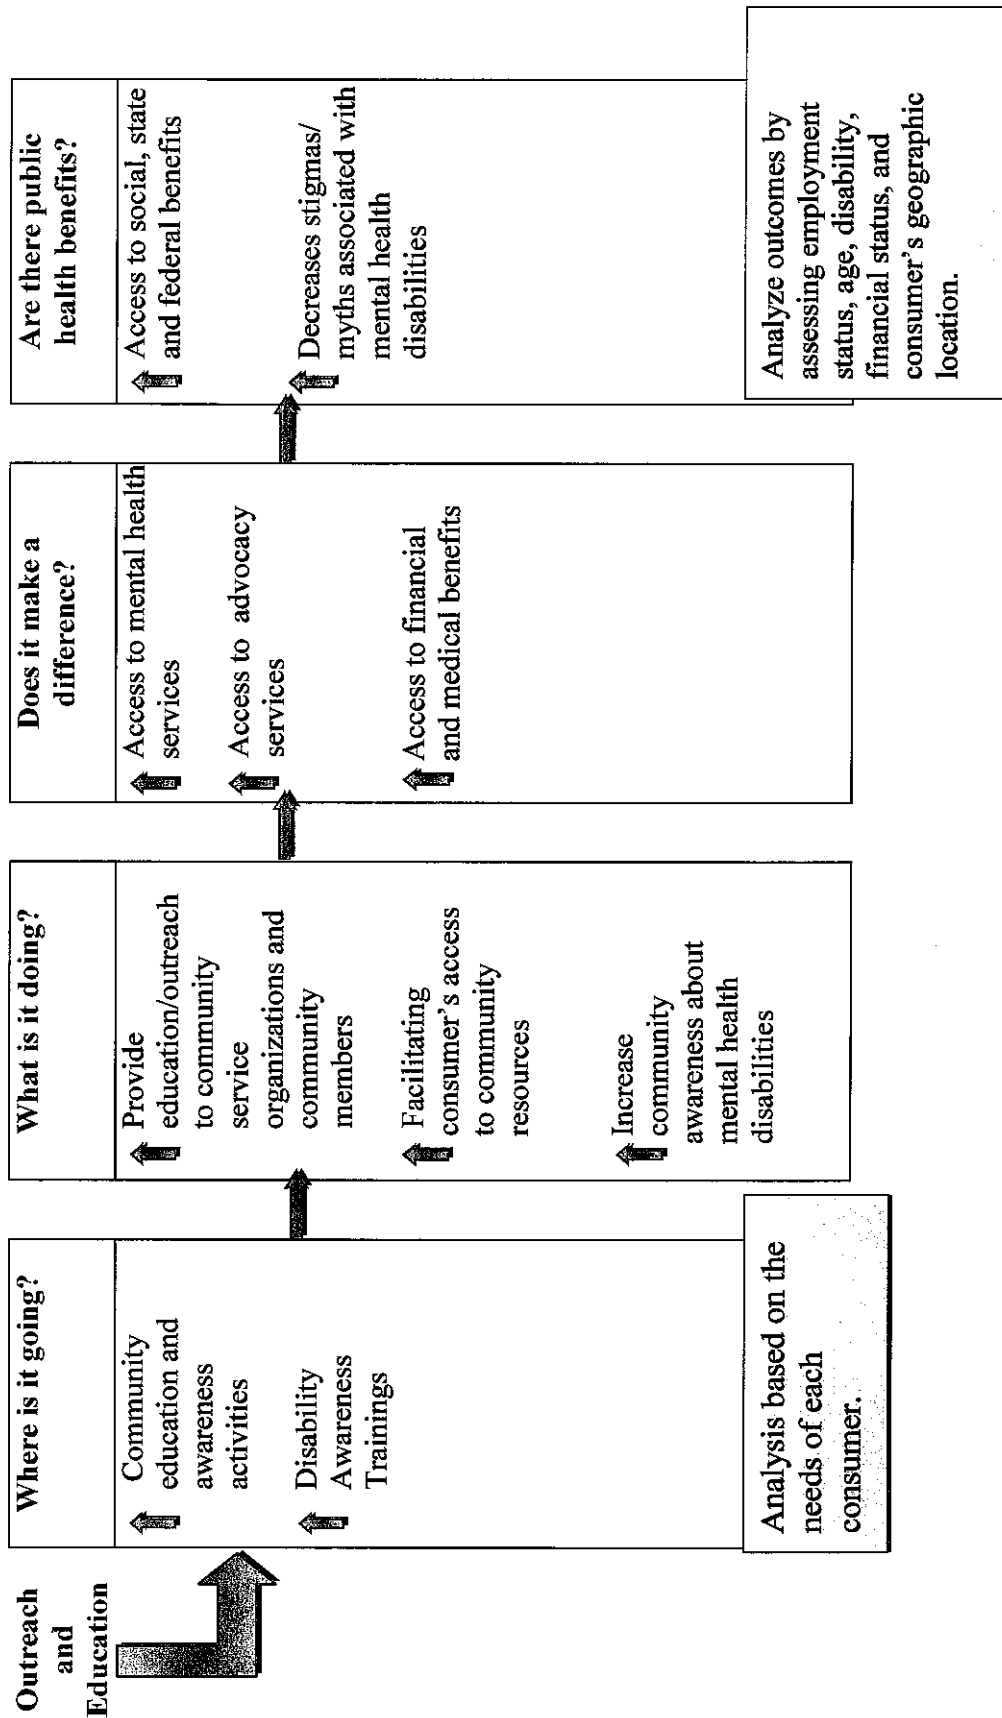 Outreach
and
Education
Where is it going?
Community
education and
awareness
activities
Disability
Awareness
Trainings
Analysis based on the
needs of each
consumer.
What is it doing?
Provide
education/outreach
to community
service
organizations and
community
members
Facilitating
consumer's access
to community
resources
Increase
community
awareness about
mental health
disabilities
Does it make a
difference?
Access to mental health
services
Access to advocacy
services
Access to financial
and medical benefits
Are there public
health benefits?
Access to social, state
and federal benefits
Decreases stigmas/
myths associated with
mental health
disabilities
Analyze outcomes by
assessing employment
status, age, disability,
financial status, and
consumer's geographic
location.